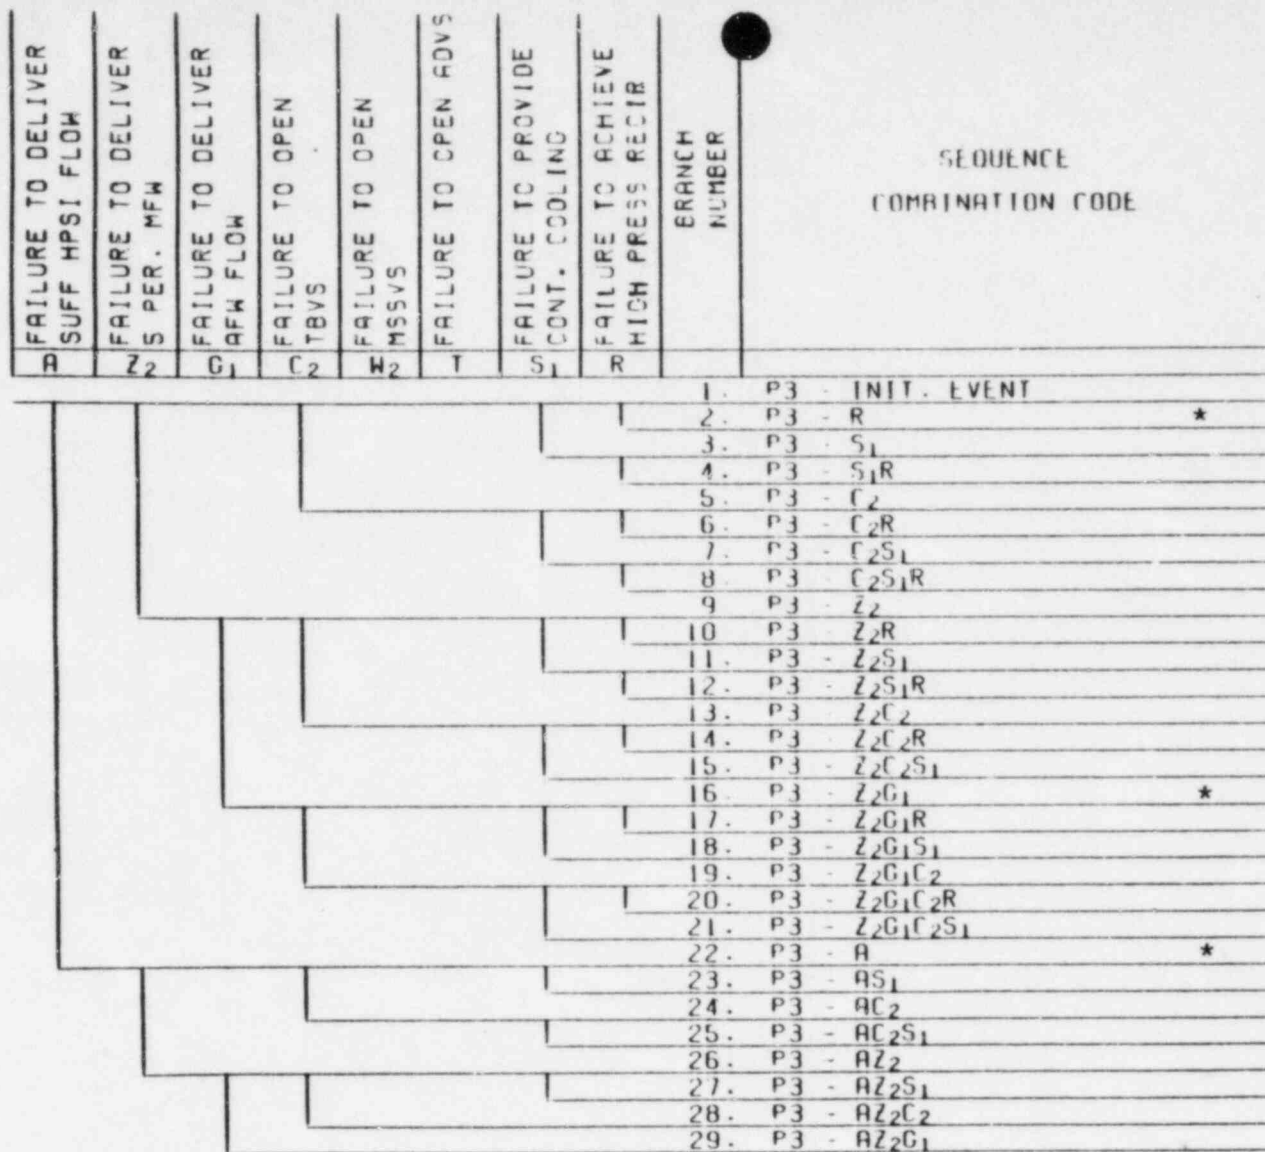 FAILURE TO DELIVER
SUFF HPSI FLOW
FAILURE TO DELIVER
S PER. MFW
FAILURE TO DELIVER
AFW FLOW
FAILURE TO OPEN
TBVS
FAILURE TO OPEN
MSSVS
FAILURE TO OPEN ADVS
FAILURE TO PROVIDE
CONT. COOLING
FAILURE TO ACHIEVE
HIGH PRESS RECIR
BRANCH
NUMBER
SEQUENCE
COMBINATION CODE
A Z₂ G₁ C₂ W₂ T S₁ R
1. P3 - INIT. EVENT
2. P3 - R *
3. P3 - S₁
4. P3 - S₁R
5. P3 - C₂
6. P3 - C₂R
7. P3 - C₂S₁
8. P3 - C₂S₁R
9 P3 - Z₂
10 P3 - Z₂R
11. P3 - Z₂S₁
12. P3 - Z₂S₁R
13. P3 - Z₂C₂
14. P3 - Z₂C₂R
15. P3 - Z₂C₂S₁
16. P3 - Z₂G₁ *
17. P3 - Z₂G₁R
18. P3 - Z₂G₁S₁
19. P3 - Z₂G₁C₂
20. P3 - Z₂G₁C₂R
21. P3 - Z₂G₁C₂S₁
22. P3 - A *
23. P3 - AS₁
24. P3 - AC₂
25. P3 - AC₂S₁
26. P3 - AZ₂
27. P3 - AZ₂S₁
28. P3 - AZ₂C₂
29. P3 - AZ₂G₁